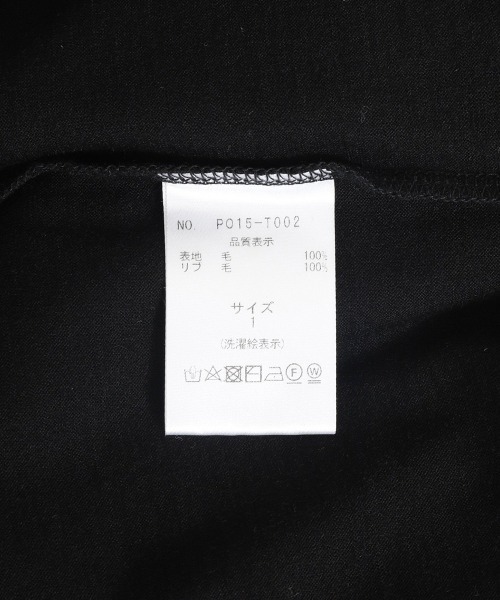 NO. P015-T002
品質表示
表地 毛 100%
リブ 毛 100%
サイズ
1
(洗濯絵表示)
F W